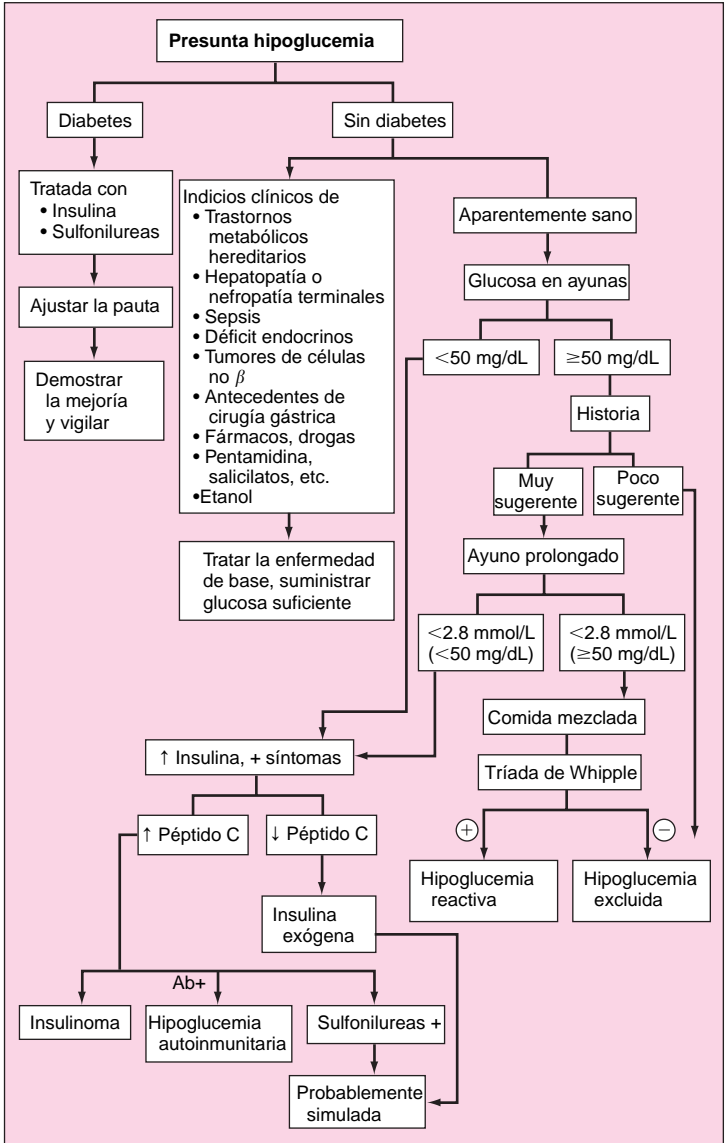 Presunta hipoglucemia
Diabetes
Sin diabetes
Tratada con
• Insulina
• Sulfonilureas
Ajustar la pauta
Demostrar
la mejoría
y vigilar
Indicios clínicos de
• Trastornos
metabólicos
hereditarios
• Hepatopatía o
nefropatía terminales
• Sepsis
• Déficit endocrinos
• Tumores de células
no β
• Antecedentes de
cirugía gástrica
• Fármacos, drogas
• Pentamidina,
salicilatos, etc.
•Etanol
Tratar la enfermedad
de base, suministrar
glucosa suficiente
Aparentemente sano
Glucosa en ayunas
<50 mg/dL
≥50 mg/dL
Historia
Muy
sugerente
Poco
sugerente
Ayuno prolongado
<2.8 mmol/L
(<50 mg/dL)
<2.8 mmol/L
(≥50 mg/dL)
Comida mezclada
Tríada de Whipple
+
−
Hipoglucemia
reactiva
Hipoglucemia
excluida
↑ Insulina, + síntomas
↑ Péptido C
↓ Péptido C
Insulina
exógena
Ab+
Insulinoma
Hipoglucemia
autoinmunitaria
Sulfonilureas +
Probablemente
simulada